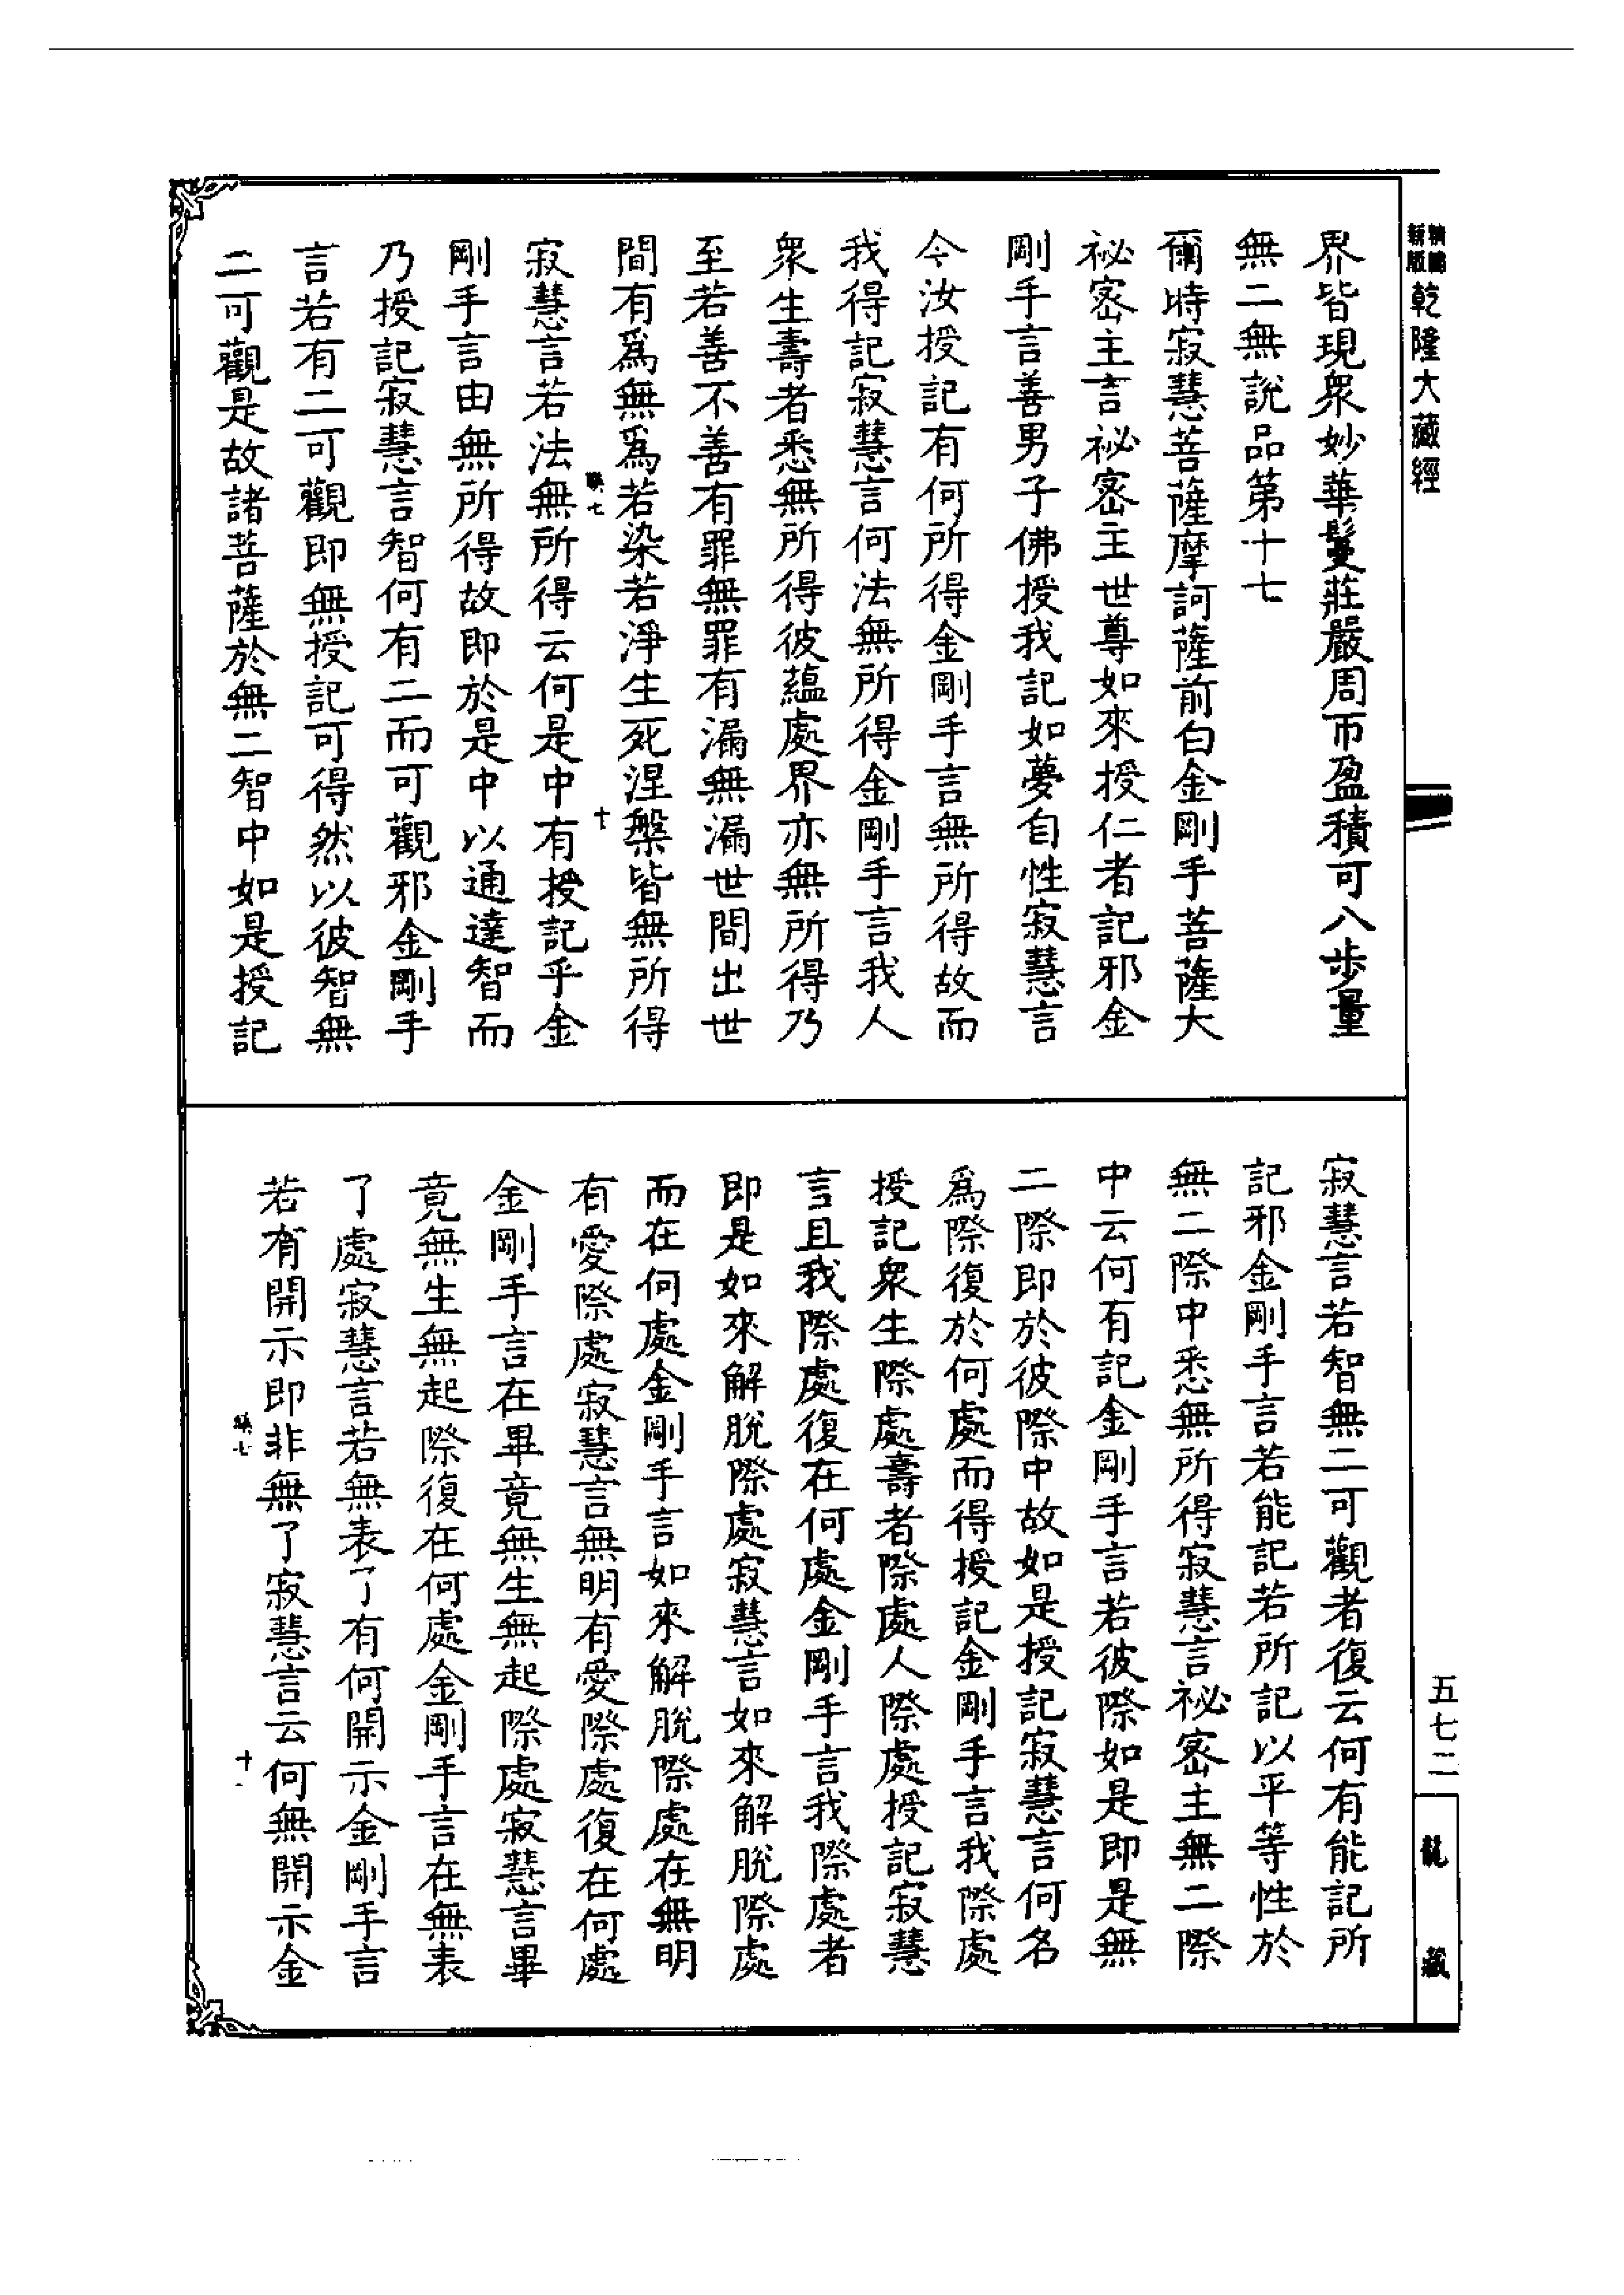 乾隆大藏經
界皆現衆妙華鬘莊嚴周帀盈積可八步量
無二無說品第十七
爾時寂慧菩薩摩訶薩前白金剛手菩薩大
祕密主言祕密主世尊如來授仁者記邪金
剛手言善男子佛授我記如夢自性寂慧言
今汝授記有何所得金剛手言無所得故而
我得記寂慧言何法無所得金剛手言我人
衆生壽者悉無所得彼蘊處界亦無所得乃
至若善不善有罪無罪有漏無漏世間出世
間有爲無爲若染若淨生死涅槃皆無所得
寂慧言若法無所得云何是中有授記乎金
剛手言由無所得故即於是中以通達智而
乃授記寂慧言智何有二而可觀邪金剛手
言若有二可觀即無授記可得然以彼智無
二可觀是故諸菩薩於無二智中如是授記
寂慧言若智無二可觀者復云何有能記所
記邪金剛手言若能記若所記以平等性於
無二際中悉無所得寂慧言祕密主無二際
中云何有記金剛手言若彼際如是即是無
二際即於彼際中故如是授記寂慧言何名
爲際復於何處而得授記金剛手言我際處
授記衆生際處壽者際處人際處授記寂慧
言且我際處復在何處金剛手言我際處者
即是如來解脫際處寂慧言如來解脫際處
而在何處金剛手言如來解脫際處在無明
有愛際處寂慧言無明有愛際處復在何處
金剛手言在畢竟無生無起際處寂慧言畢
竟無生無起際復在何處金剛手言在無表
了處寂慧言若無表了有何開示金剛手言
若有開示即非無了寂慧言云何無開示金
五七二
龍藏